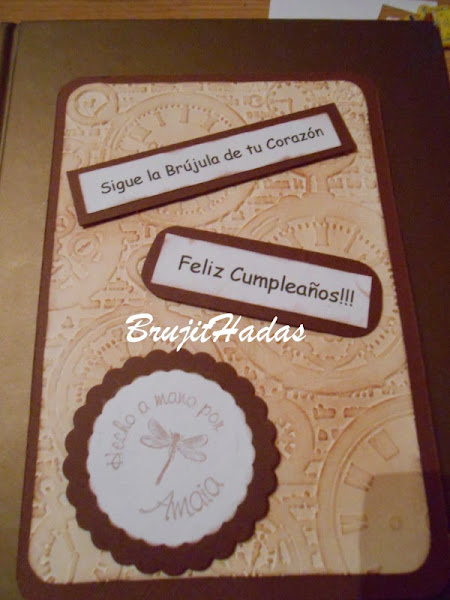 Sigue la Brújula de tu Corazón
Feliz Cumpleaños!!!
BrujitHadas
Hecho a mano por
Amaia